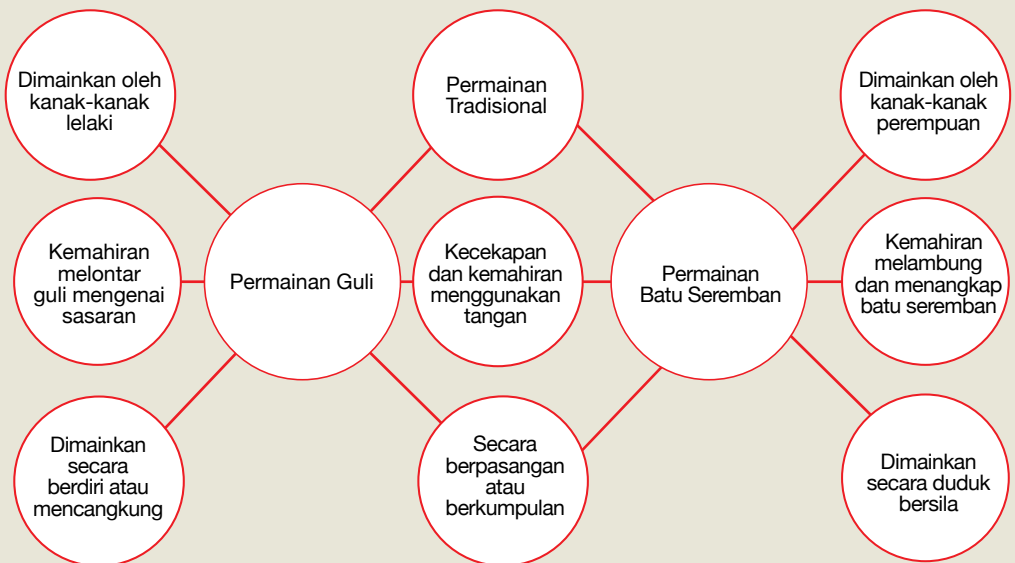 Dimainkan oleh
kanak-kanak
lelaki
Permainan
Tradisional
Dimainkan oleh
kanak-kanak
perempuan
Kemahiran
melontar
guli mengenai
sasaran
Permainan Guli
Kecekapan
dan kemahiran
menggunakan
tangan
Permainan
Batu Seremban
Kemahiran
melambung
dan menangkap
batu seremban
Dimainkan
secara
berdiri atau
mencangkung
Secara
berpasangan
atau
berkumpulan
Dimainkan
secara duduk
bersila